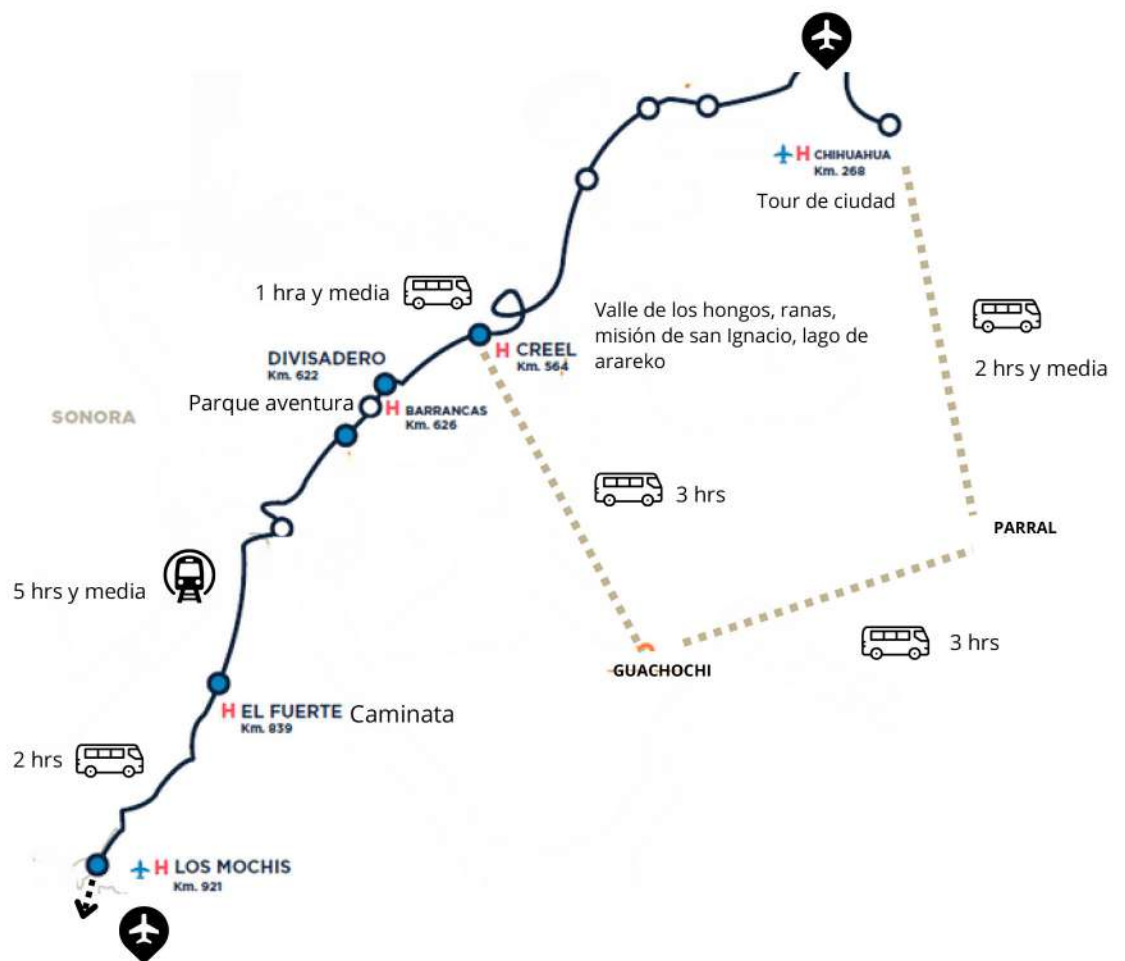 H CHIHUAHUA
Km. 268
Tour de ciudad
1 hra y media
Valle de los hongos, ranas,
misión de san Ignacio, lago de
arareko
H CREEL
Km. 564
2 hrs y media
DIVISADERO
Km. 622
Parque aventura
H BARRANCAS
Km. 626
SONORA
3 hrs
PARRAL
5 hrs y media
3 hrs
GUACHOCHI
H EL FUERTE Caminata
Km. 839
2 hrs
H LOS MOCHIS
Km. 921